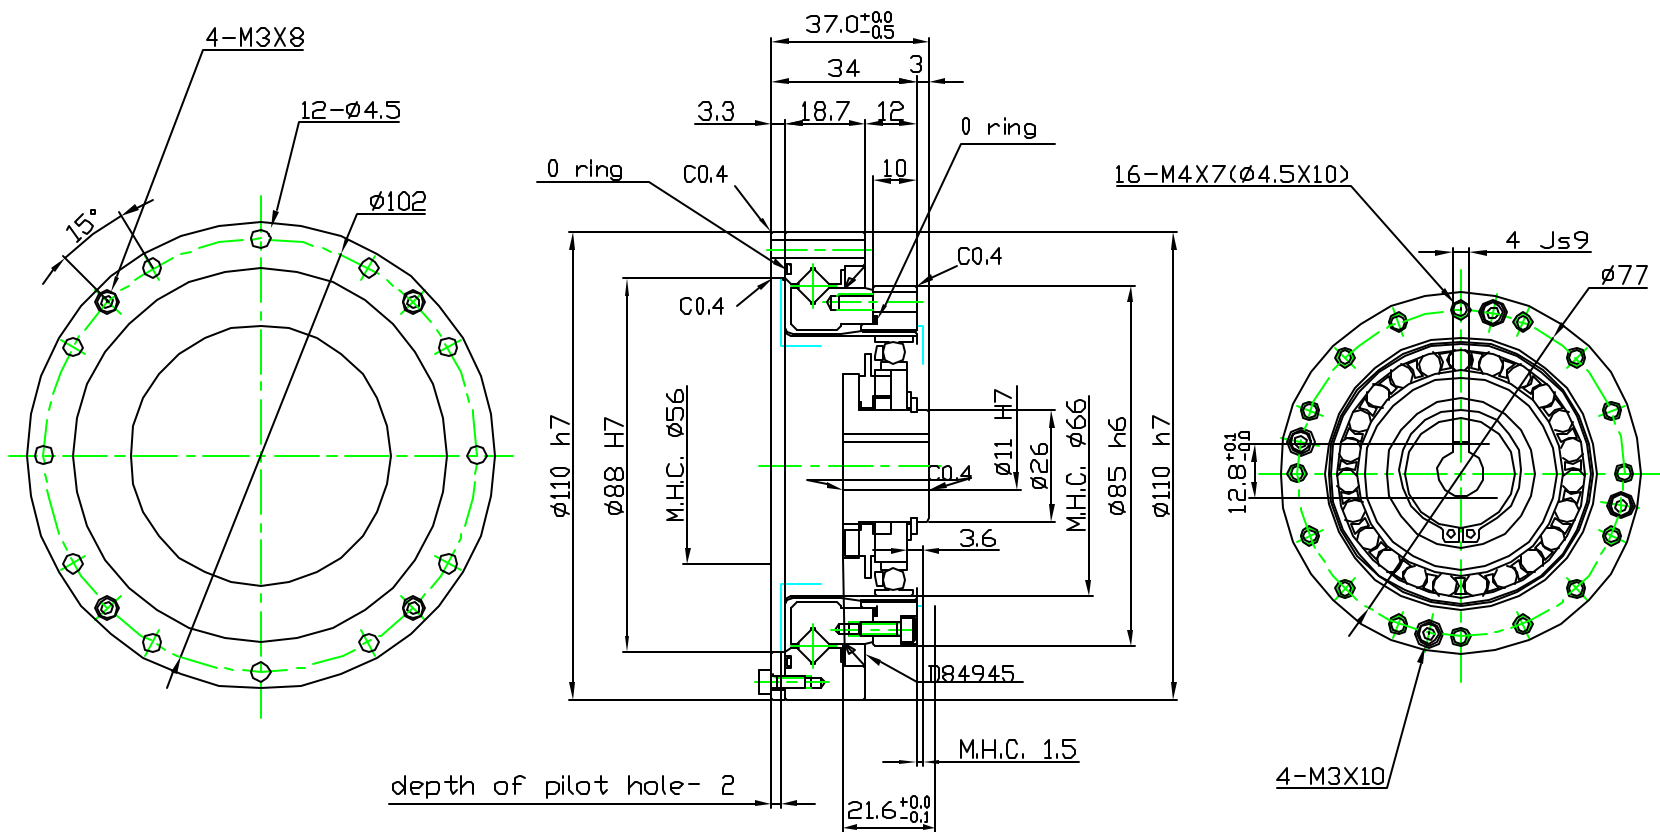 4-M3X8
12-Ø4.5
Ø102
15°
37.0 +0.0 -0.5
34
3
3.3
18.7
12
O ring
O ring
C0.4
10
C0.4
C0.4
Ø110 h7
Ø88 H7
M.H.C. Ø56
Ø11 H7
Ø26
M.H.C. Ø66
Ø85 h6
Ø110 h7
C0.4
3.6
D84945
M.H.C. 1.5
depth of pilot hole- 2
21.6 +0.0 -0.1
16-M4X7(Ø4.5X10)
4 Js9
Ø77
12.8 +0.1 -0.0
4-M3X10